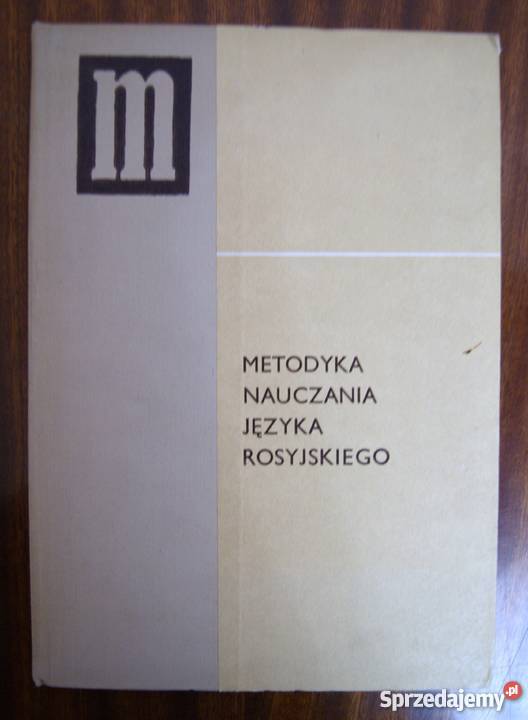 m
METODYKA
NAUCZANIA
JĘZYKA
ROSYJSKIEGO
Sprzedajemy.pl